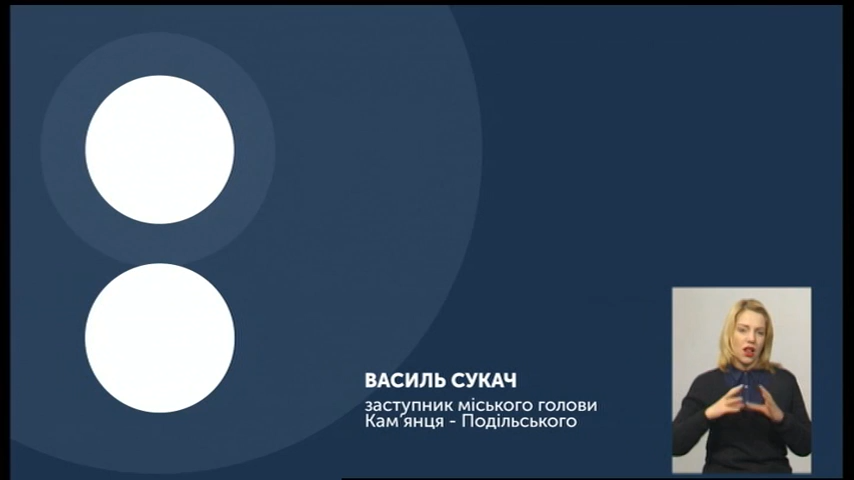 ВАСИЛЬ СУКАЧ
заступник міського голови
Кам'янця - Подільського